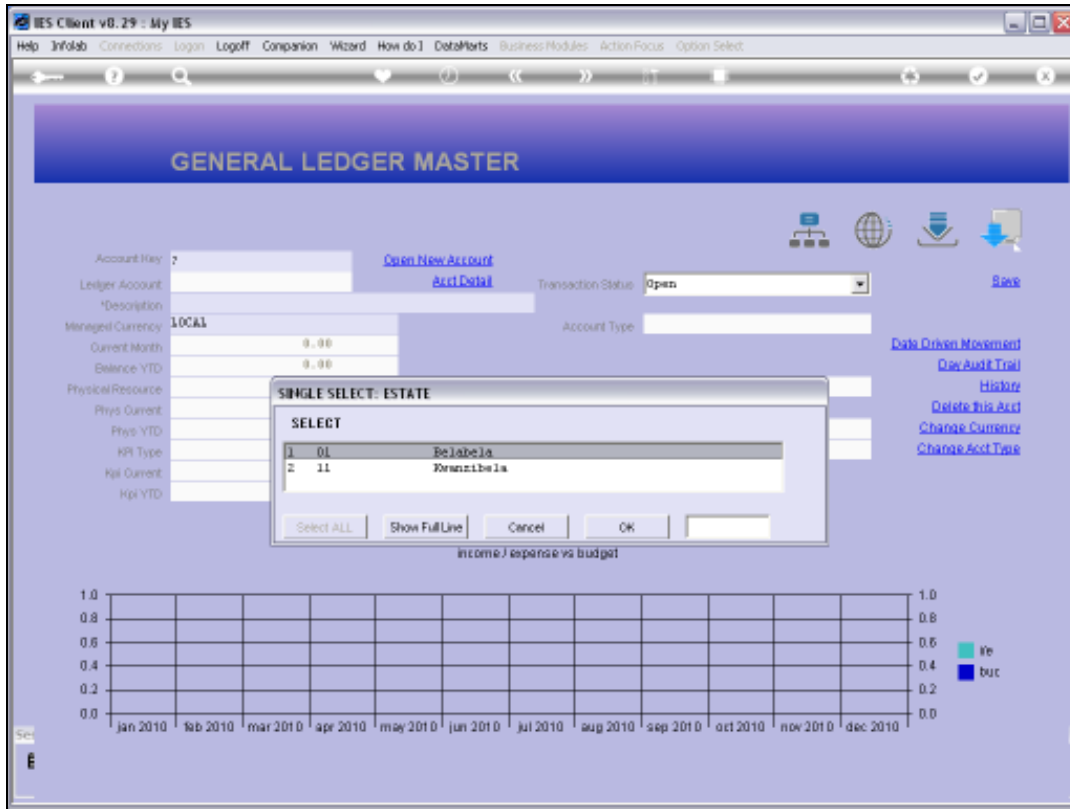 IES Client v8.29 : My IES
Help Infolab Connections Logon Logoff Companion Wizard How do I DataMarts Business Modules Action Focus Option Select
GENERAL LEDGER MASTER
Account Key ? Open New Account
Ledger Account Acct Detail Transaction Status Open Save
*Description
Managed Currency LOCAL Account Type
Current Month 0.00 Date Driven Movement
Balance YTD 0.00 Day Audit Trail
Physical Resource History
Phys Current Delete this Acct
Phys YTD Change Currency
KPI Type Change Acct Type
Kpi Current
Kpi YTD
SINGLE SELECT: ESTATE
SELECT
1 01 Belabela
2 11 Kwanzibela
Select ALL Show Full Line Cancel OK
income / expense vs budget
1.0 1.0
0.8 0.8
0.6 0.6
0.4 0.4
0.2 0.2
0.0 0.0
i/e
buc
jan 2010 feb 2010 mar 2010 apr 2010 may 2010 jun 2010 jul 2010 aug 2010 sep 2010 oct 2010 nov 2010 dec 2010